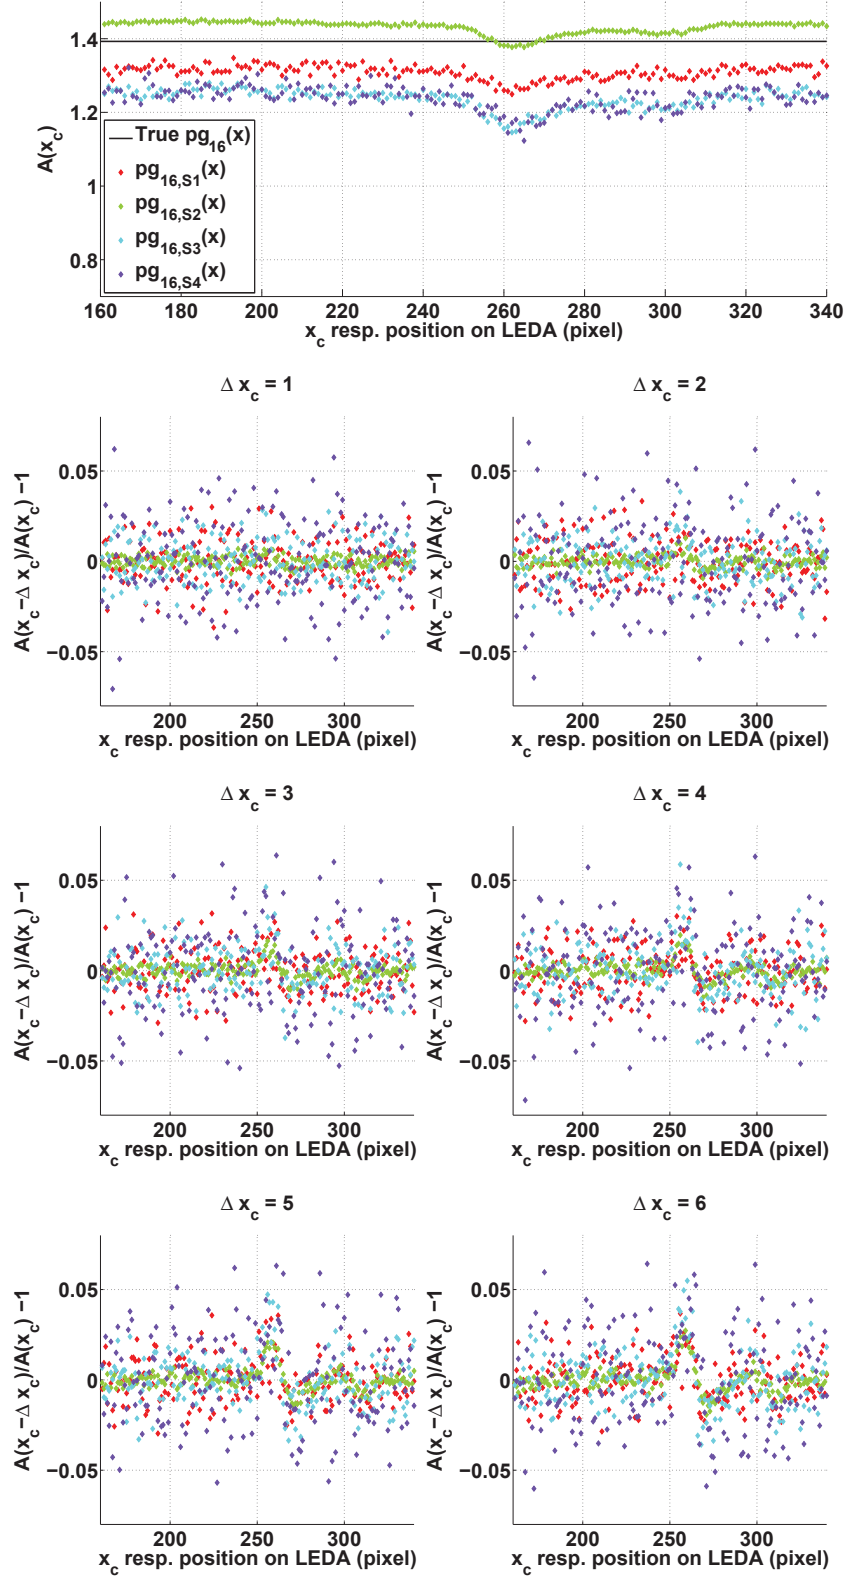 A(x_c)
1.4
1.2
1
0.8
True pg_16(x)
pg_16,S1(x)
pg_16,S2(x)
pg_16,S3(x)
pg_16,S4(x)
160 180 200 220 240 260 280 300 320 340
x_c resp. position on LEDA (pixel)
Δ x_c = 1
A(x_c−Δ x_c)/A(x_c) −1
0.05
0
−0.05
200 250 300
x_c resp. position on LEDA (pixel)
Δ x_c = 2
A(x_c−Δ x_c)/A(x_c) −1
0.05
0
−0.05
200 250 300
x_c resp. position on LEDA (pixel)
Δ x_c = 3
A(x_c−Δ x_c)/A(x_c) −1
0.05
0
−0.05
200 250 300
x_c resp. position on LEDA (pixel)
Δ x_c = 4
A(x_c−Δ x_c)/A(x_c) −1
0.05
0
−0.05
200 250 300
x_c resp. position on LEDA (pixel)
Δ x_c = 5
A(x_c−Δ x_c)/A(x_c) −1
0.05
0
−0.05
200 250 300
x_c resp. position on LEDA (pixel)
Δ x_c = 6
A(x_c−Δ x_c)/A(x_c) −1
0.05
0
−0.05
200 250 300
x_c resp. position on LEDA (pixel)